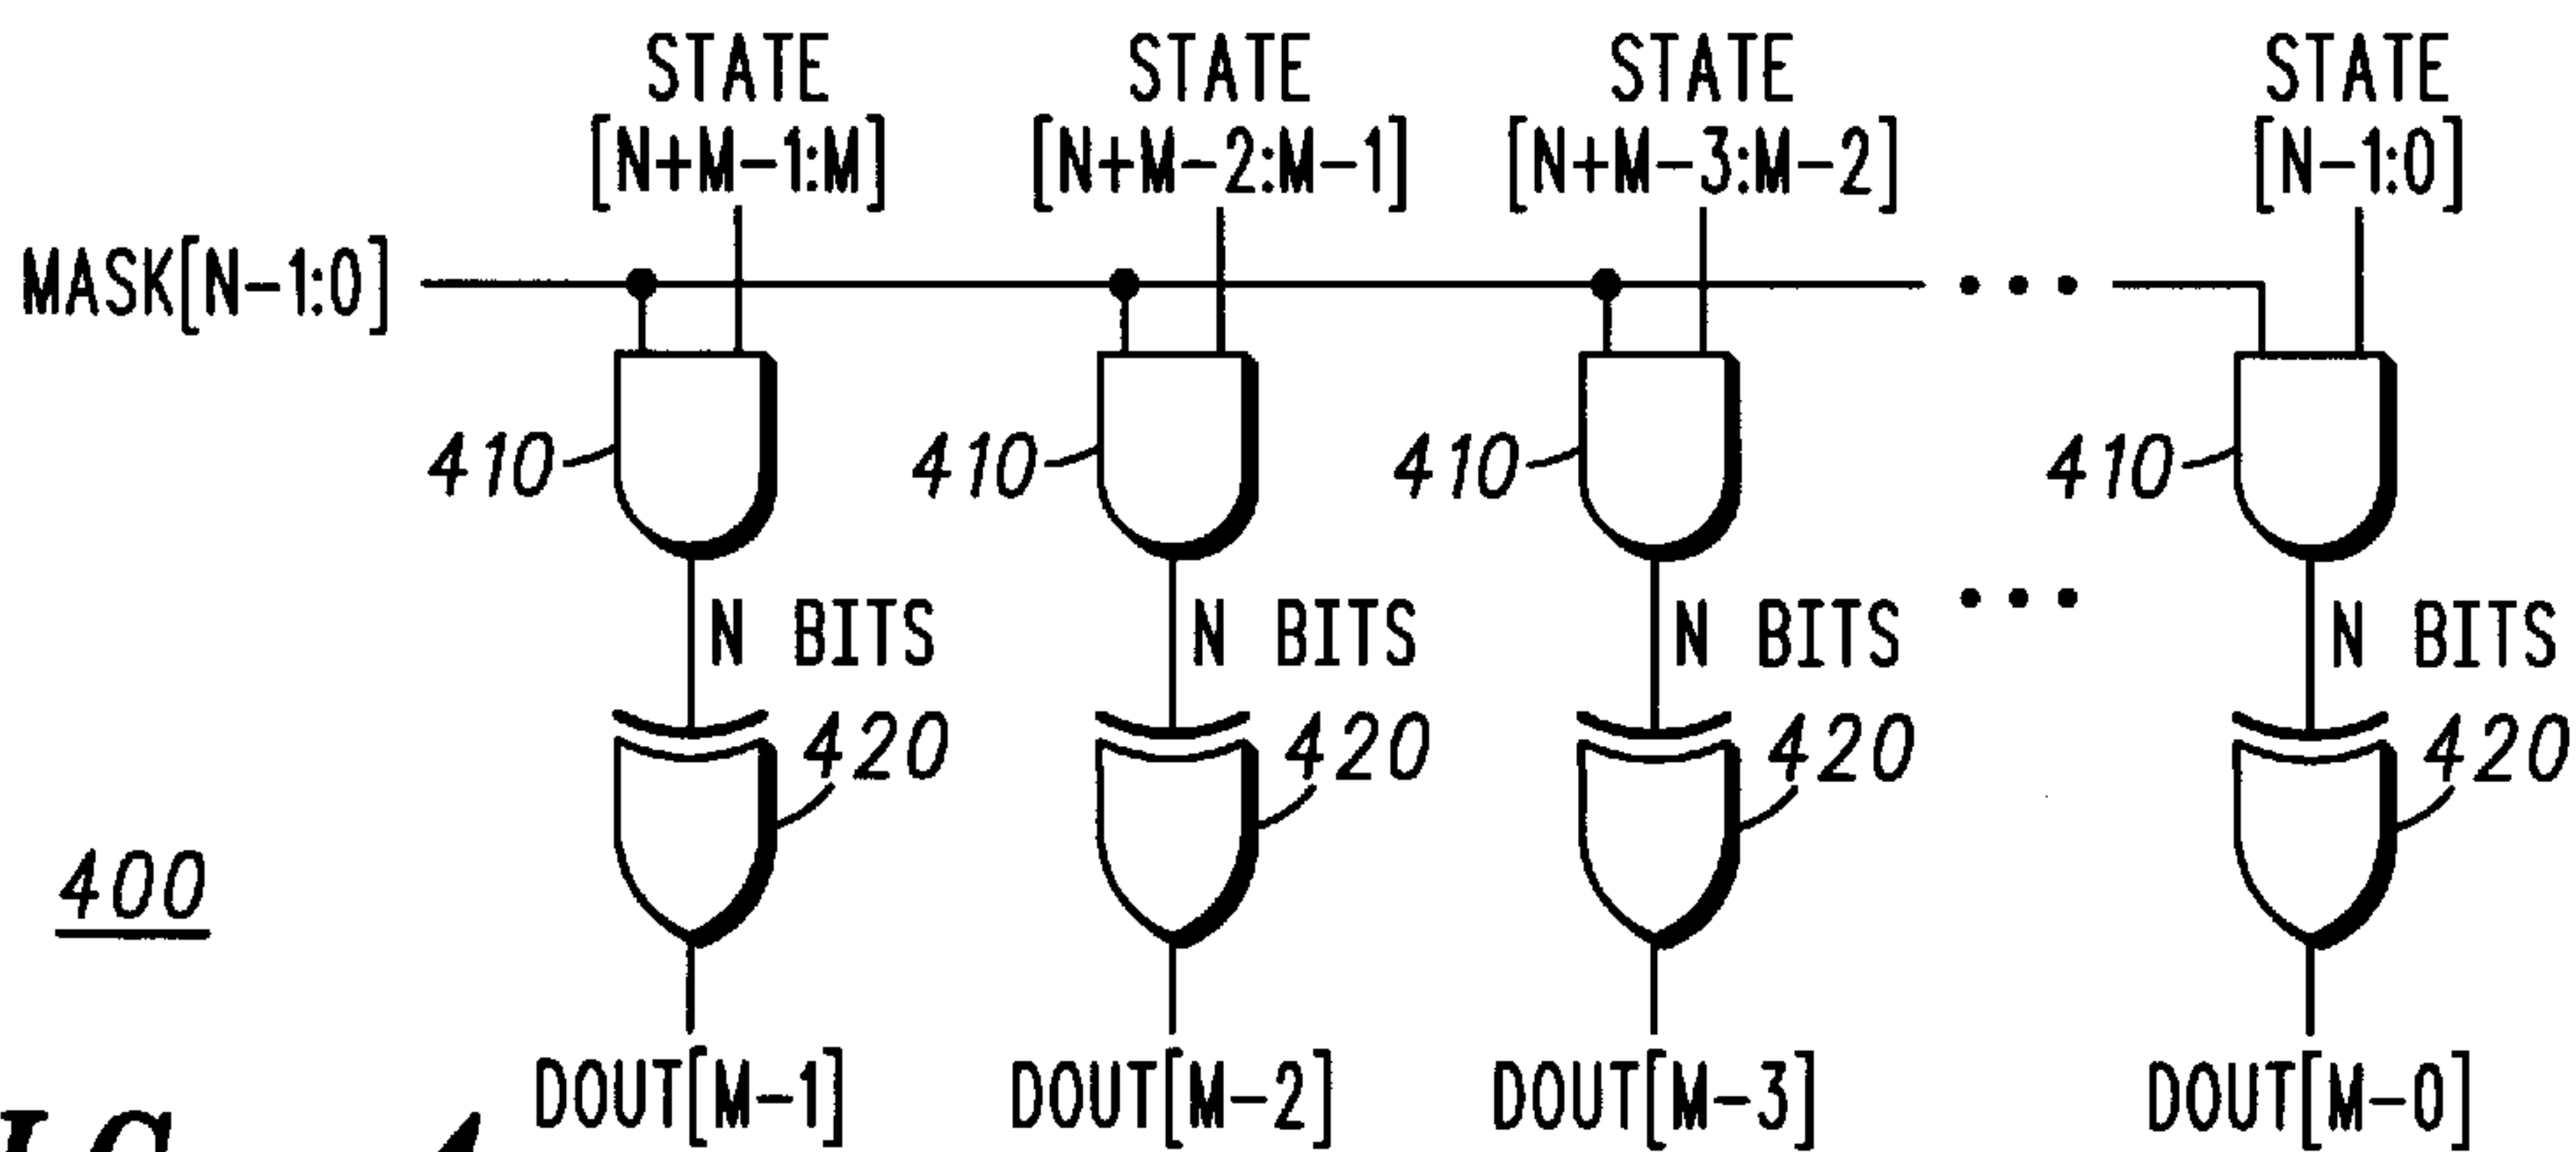 STATE STATE STATE STATE
[N+M-1:M] [N+M-2:M-1] [N+M-3:M-2] [N-1:0]
MASK[N-1:0]
410 410 410 410
N BITS N BITS N BITS N BITS
420 420 420 420
400
DOUT[M-1] DOUT[M-2] DOUT[M-3] DOUT[M-0]